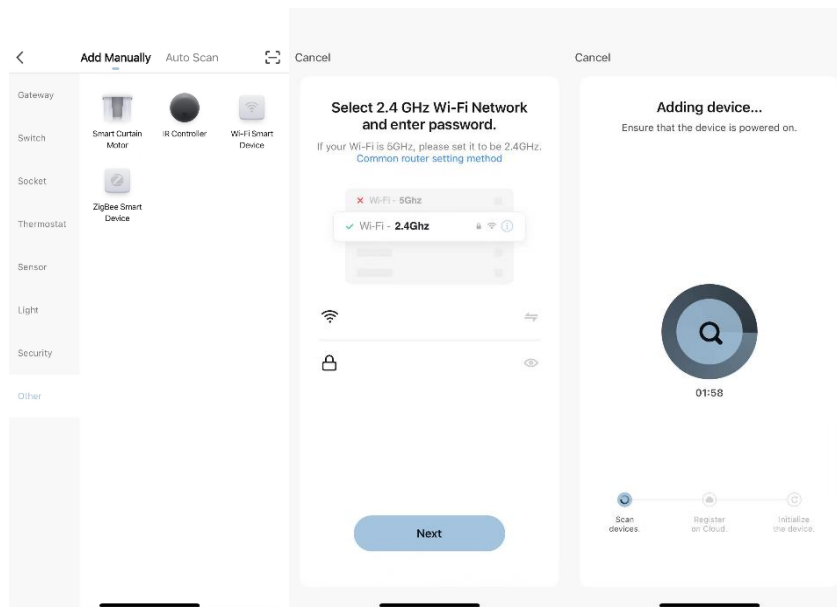 Add Manually
Auto Scan
Gateway
Switch
Socket
Thermostat
Sensor
Light
Security
Other
Smart Curtain
Motor
IR Controller
Wi-Fi Smart
Device
ZigBee Smart
Device
Cancel
Select 2.4 GHz Wi-Fi Network
and enter password.
If your Wi-Fi is 5GHz, please set it to be 2.4GHz.
Common router setting method
Wi-Fi - 5Ghz
Wi-Fi - 2.4Ghz
Next
Cancel
Adding device...
Ensure that the device is powered on.
01:58
Scan
devices.
Register
on Cloud.
Initialize
the device.